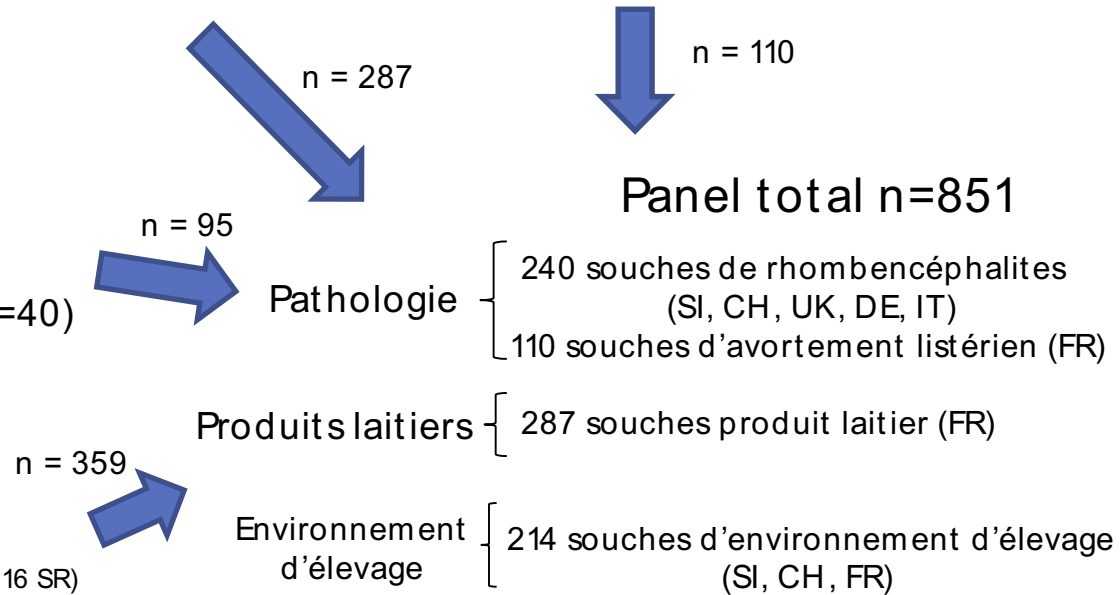 n = 287
n = 110
Panel total n=851
n = 95
=40)
Pathologie
240 souches de rhombencéphalites
(SI, CH, UK, DE, IT)
110 souches d'avortement listérien (FR)
Produits laitiers
287 souches produit laitier (FR)
n = 359
16 SR)
Environnement
d'élevage
214 souches d'environnement d'élevage
(SI, CH, FR)